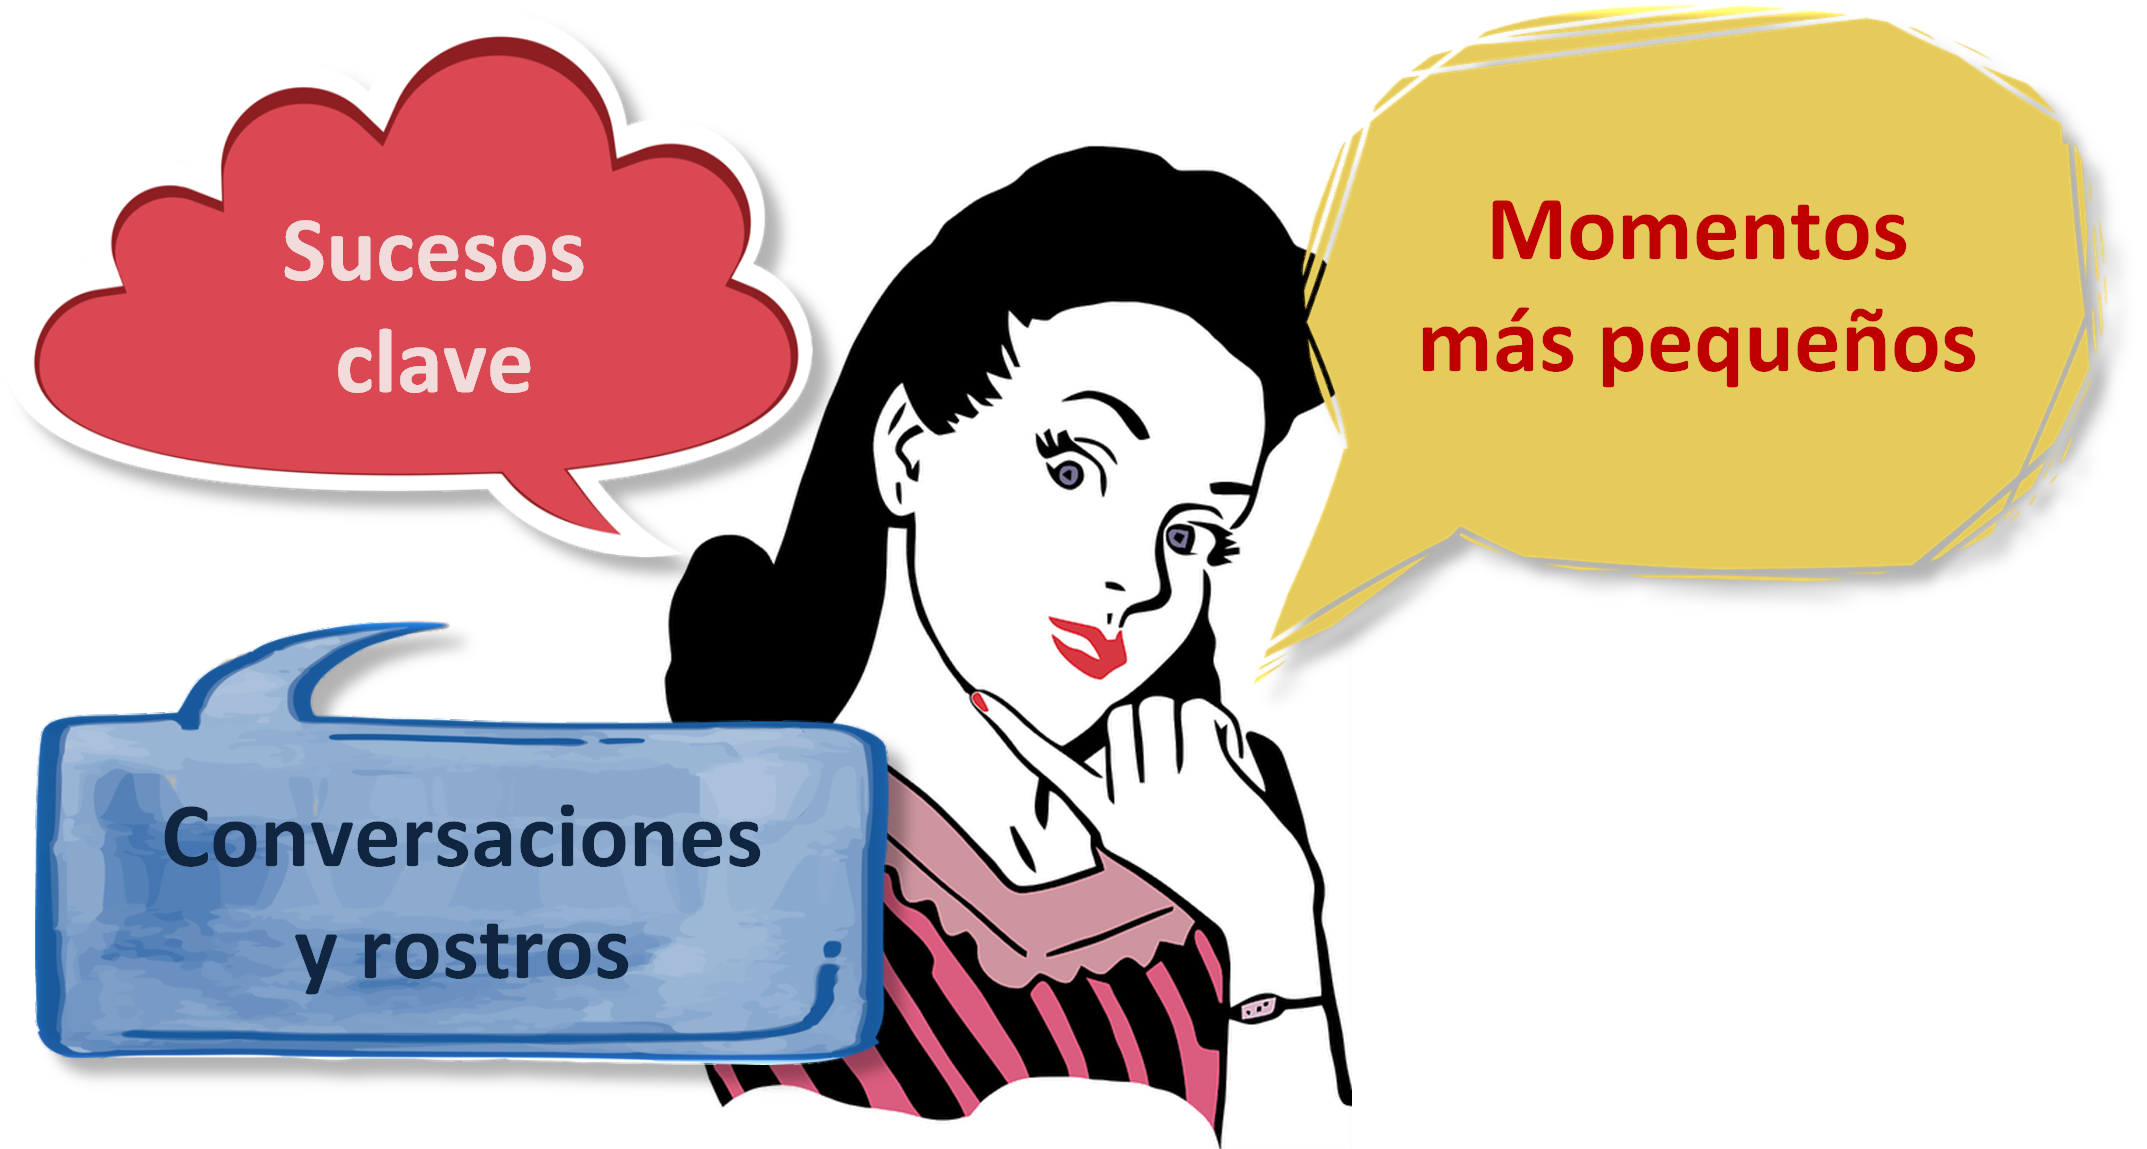 Sucesos
clave
Momentos
más pequeños
Conversaciones
y rostros